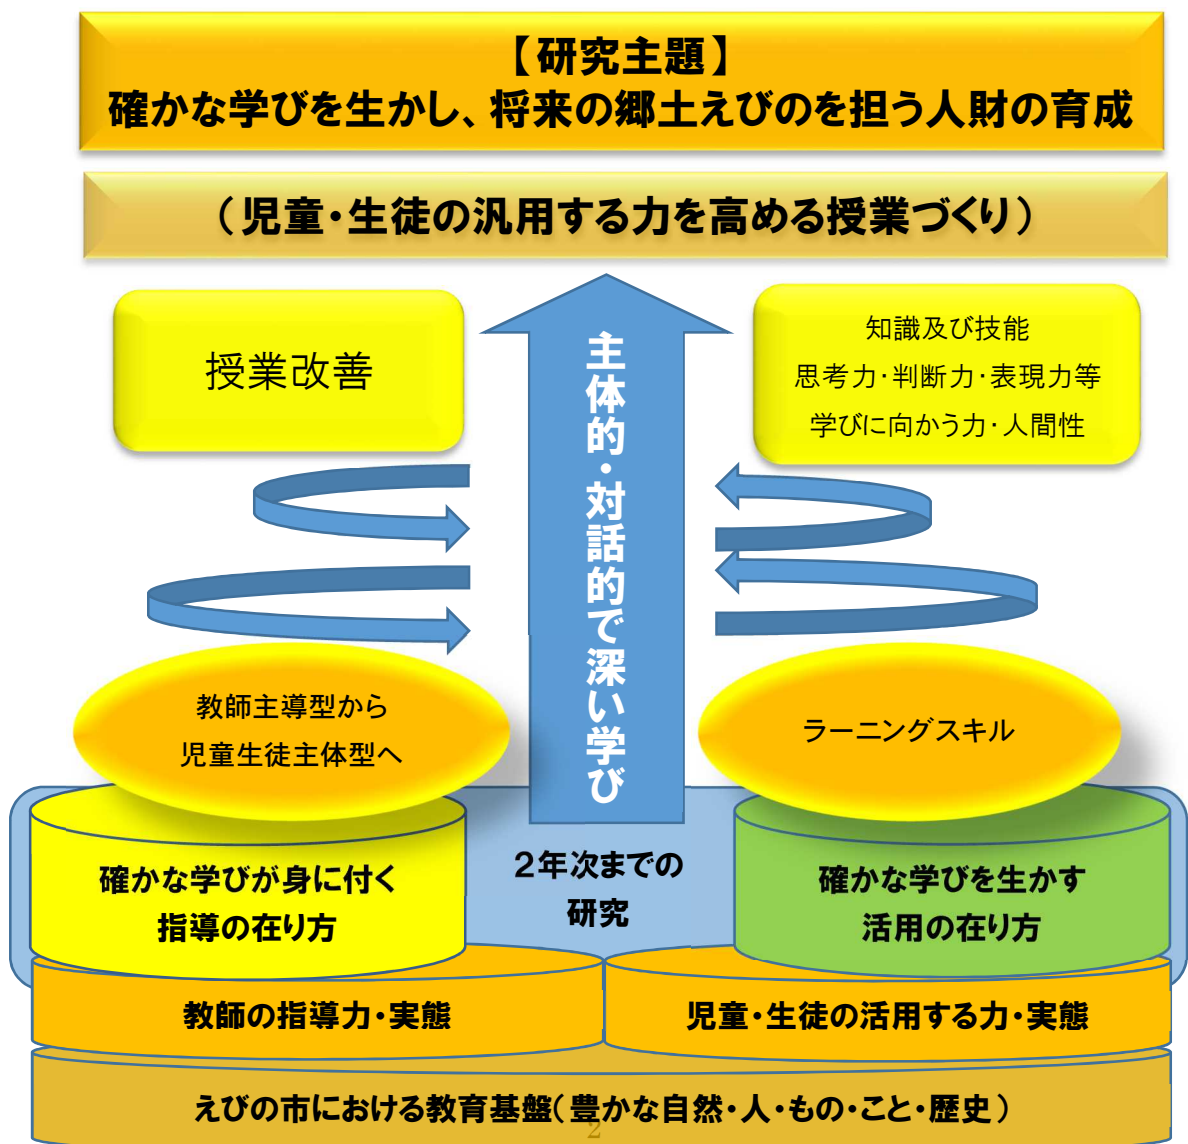 【研究主題】
確かな学びを生かし、将来の郷土えびのを担う人財の育成
(児童・生徒の汎用する力を高める授業づくり)
授業改善
知識及び技能
思考力・判断力・表現力等
学びに向かう力・人間性
主体的・対話的で深い学び
教師主導型から
児童生徒主体型へ
ラーニングスキル
確かな学びが身に付く
指導の在り方
2年次までの
研究
確かな学びを生かす
活用の在り方
教師の指導力・実態
児童・生徒の活用する力・実態
えびの市における教育基盤(豊かな自然・人・もの・こと・歴史)
2